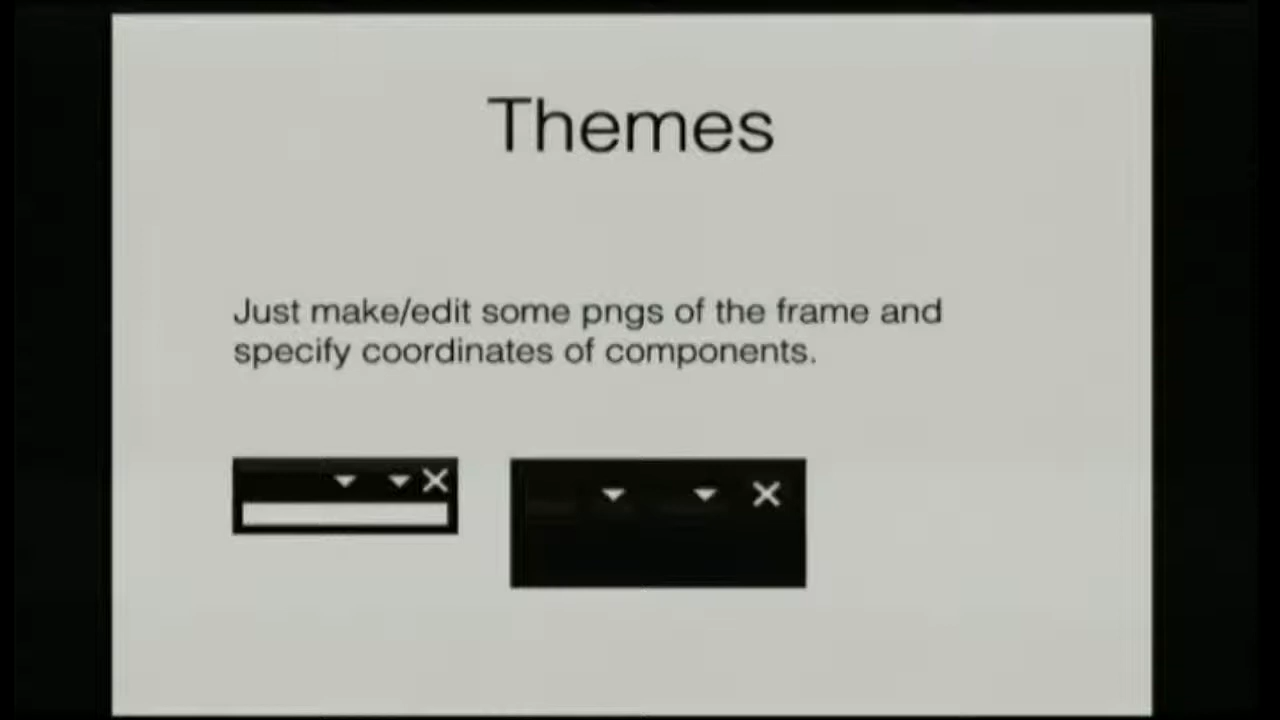 Themes
Just make/edit some pngs of the frame and
specify coordinates of components.